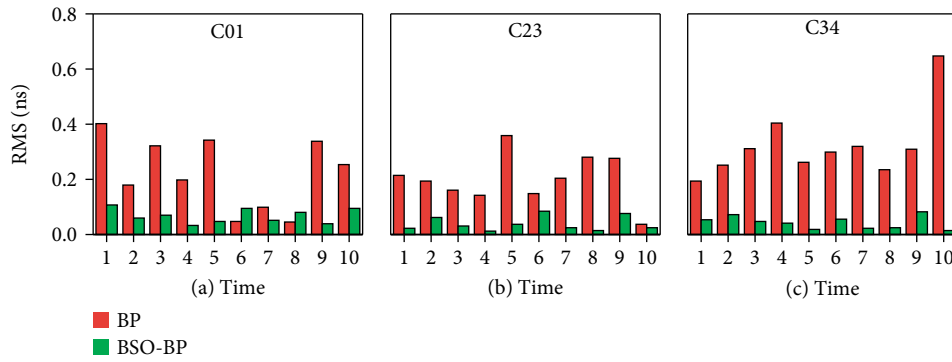 C01
C23
C34
RMS (ns)
0.8
0.6
0.4
0.2
0.0
1 2 3 4 5 6 7 8 9 10
1 2 3 4 5 6 7 8 9 10
1 2 3 4 5 6 7 8 9 10
(a) Time
(b) Time
(c) Time
BP
BSO-BP